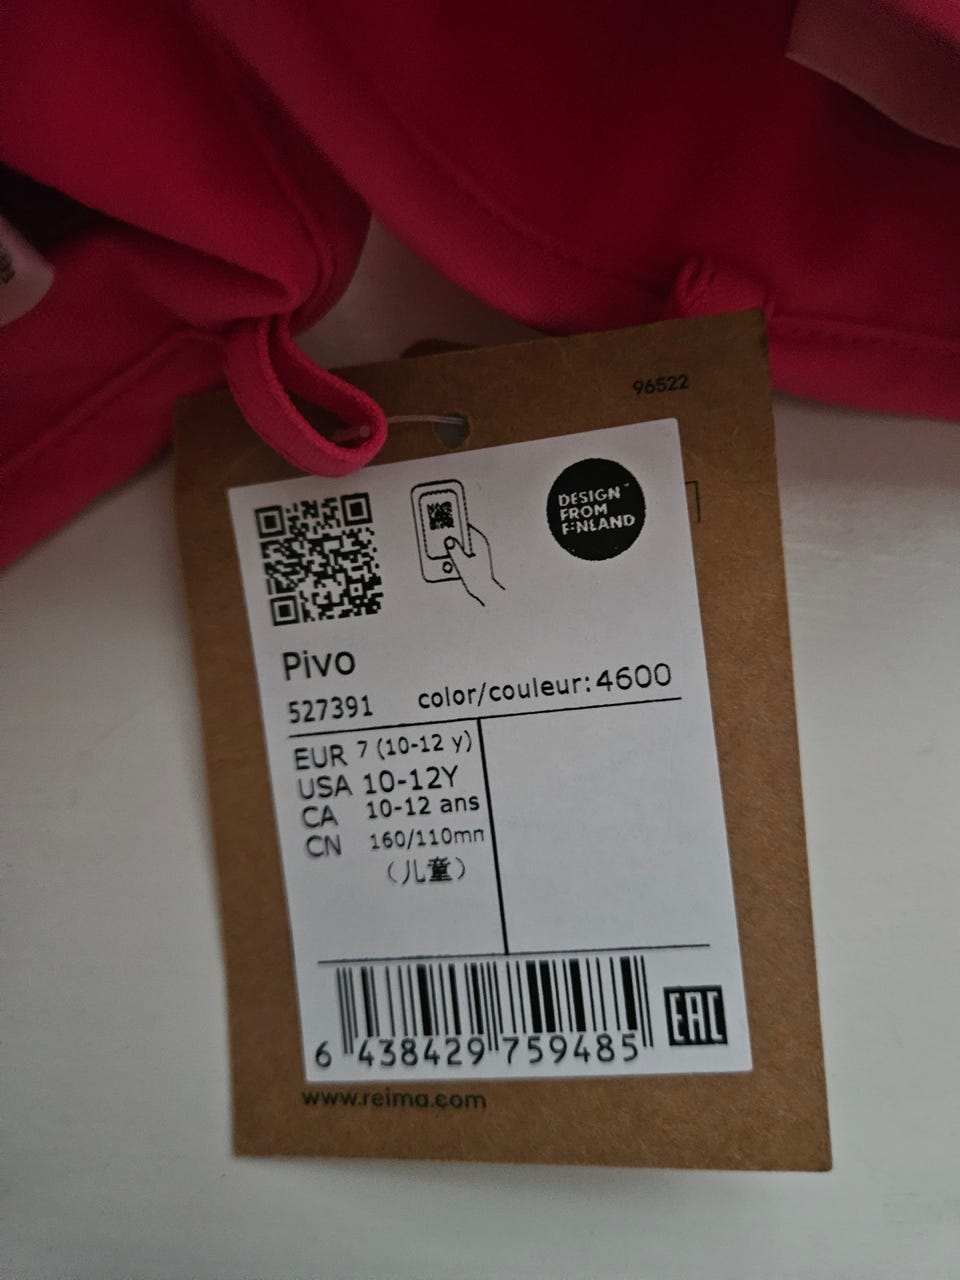 96522
DESIGN
FROM
FINLAND
Pivo
527391 color/couleur:4600
EUR 7 (10-12 y)
USA 10-12Y
CA 10-12 ans
CN 160/110mm
（儿童）
6 438429 759485
EAC
www.reima.com